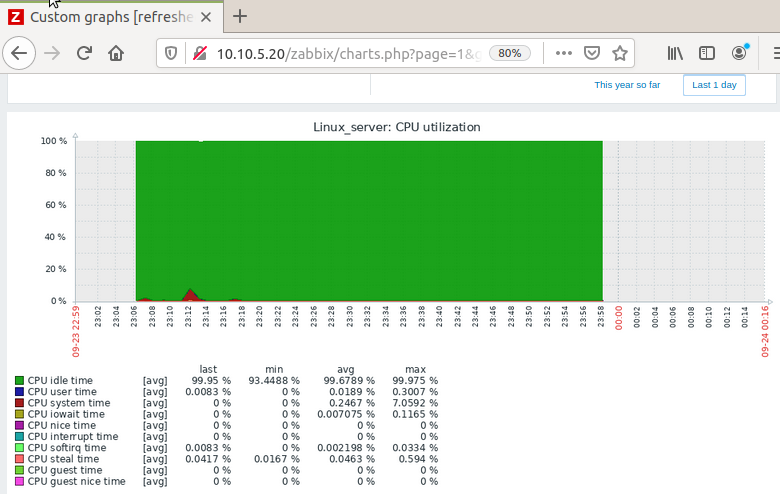 Z Custom graphs [refreshe
10.10.5.20/zabbix/charts.php?page=1&g 80%
This year so far Last 1 day
Linux_server: CPU utilization
100 %
80 %
60 %
40 %
20 %
0 %
09-23 22:59 23:02 23:04 23:06 23:08 23:10 23:12 23:14 23:16 23:18 23:20 23:22 23:24 23:26 23:28 23:30 23:32 23:34 23:36 23:38 23:40 23:42 23:44 23:46 23:48 23:50 23:52 23:54 23:56 23:58 00:00 00:02 00:04 00:06 00:08 00:10 00:12 00:14 09-24 00:16
last min avg max
CPU idle time [avg] 99.95 % 93.4488 % 99.6789 % 99.975 %
CPU user time [avg] 0.0083 % 0 % 0.0189 % 0.3007 %
CPU system time [avg] 0 % 0 % 0.2467 % 7.0592 %
CPU iowait time [avg] 0 % 0 % 0.007075 % 0.1165 %
CPU nice time [avg] 0 % 0 % 0 % 0 %
CPU interrupt time [avg] 0 % 0 % 0 % 0 %
CPU softirq time [avg] 0.0083 % 0 % 0.002198 % 0.0334 %
CPU steal time [avg] 0.0417 % 0.0167 % 0.0463 % 0.594 %
CPU guest time [avg] 0 % 0 % 0 % 0 %
CPU guest nice time [avg] 0 % 0 % 0 % 0 %